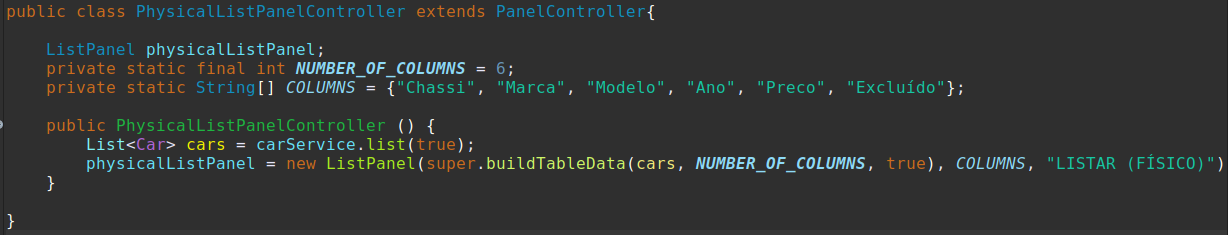 public class PhysicalListPanelController extends PanelController{
ListPanel physicalListPanel;
private static final int NUMBER_OF_COLUMNS = 6;
private static String[] COLUMNS = {"Chassi", "Marca", "Modelo", "Ano", "Preco", "Excluído"};
public PhysicalListPanelController () {
List<Car> cars = carService.list(true);
physicalListPanel = new ListPanel(super.buildTableData(cars, NUMBER_OF_COLUMNS, true), COLUMNS, "LISTAR (FÍSICO)")
}
}